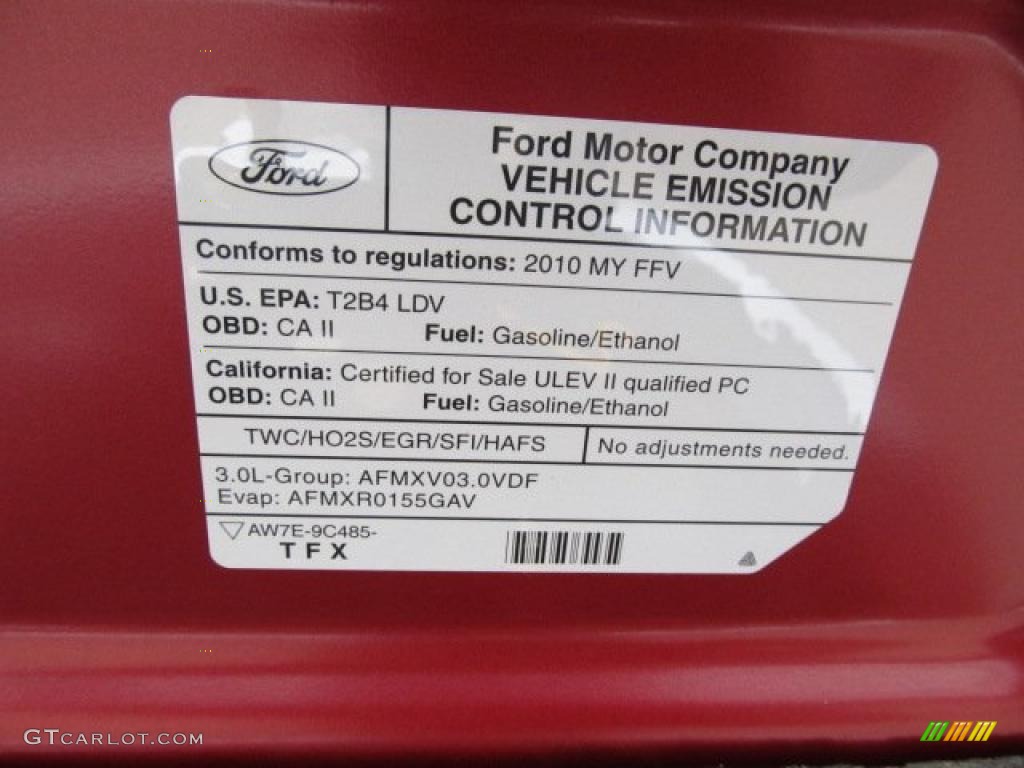 Ford
Ford Motor Company
VEHICLE EMISSION
CONTROL INFORMATION
Conforms to regulations: 2010 MY FFV
U.S. EPA: T2B4 LDV
OBD: CA II Fuel: Gasoline/Ethanol
California: Certified for Sale ULEV II qualified PC
OBD: CA II Fuel: Gasoline/Ethanol
TWC/HO2S/EGR/SFI/HAFS No adjustments needed.
3.0L-Group: AFMXV03.0VDF
Evap: AFMXR0155GAV
AW7E-9C485-
T F X
GTCARLOT.COM